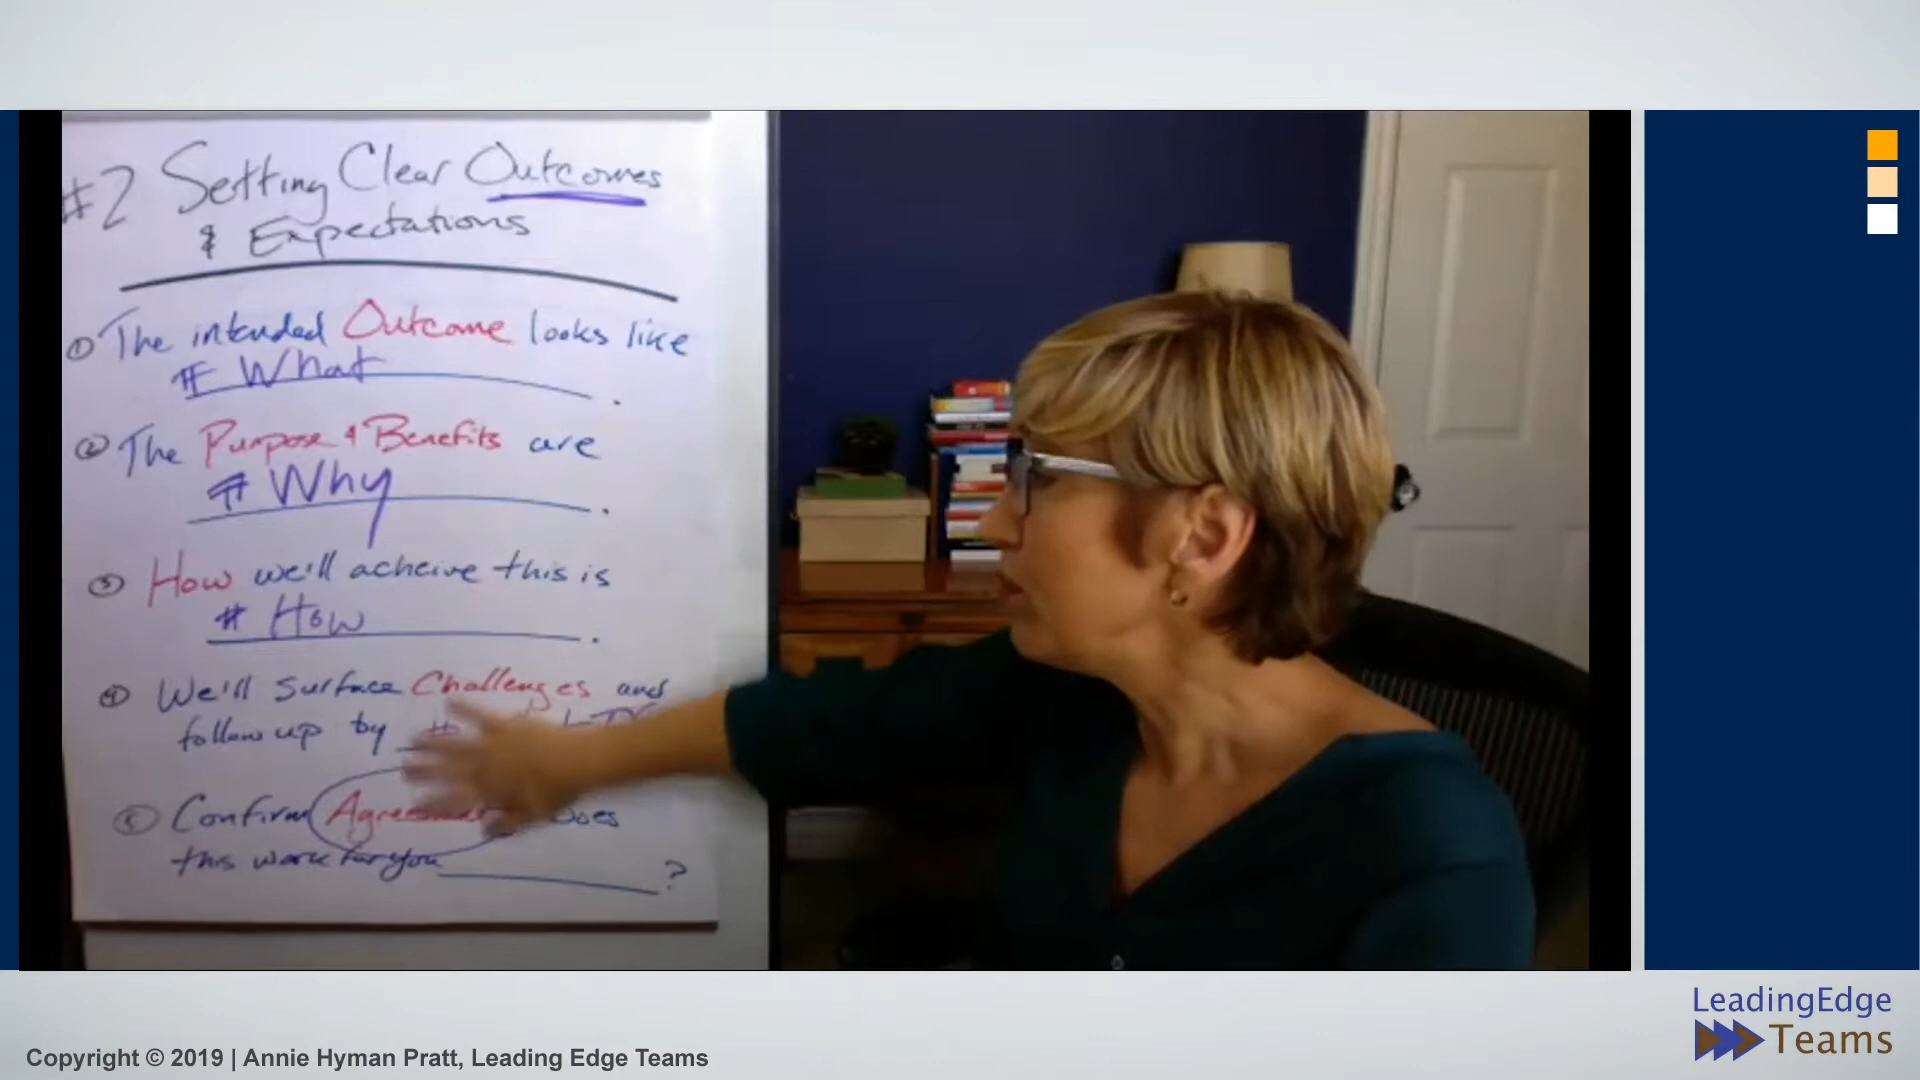 #2 Setting Clear Outcomes
& Expectations
① The intended Outcome looks like
# What .
② The Purpose & Benefits are
# Why .
③ How we'll acheive this is
# How .
④ We'll surface Challenges and
follow up by
⑤ Confirm Does
this work for you ?
LeadingEdge
Teams
Copyright © 2019 | Annie Hyman Pratt, Leading Edge Teams